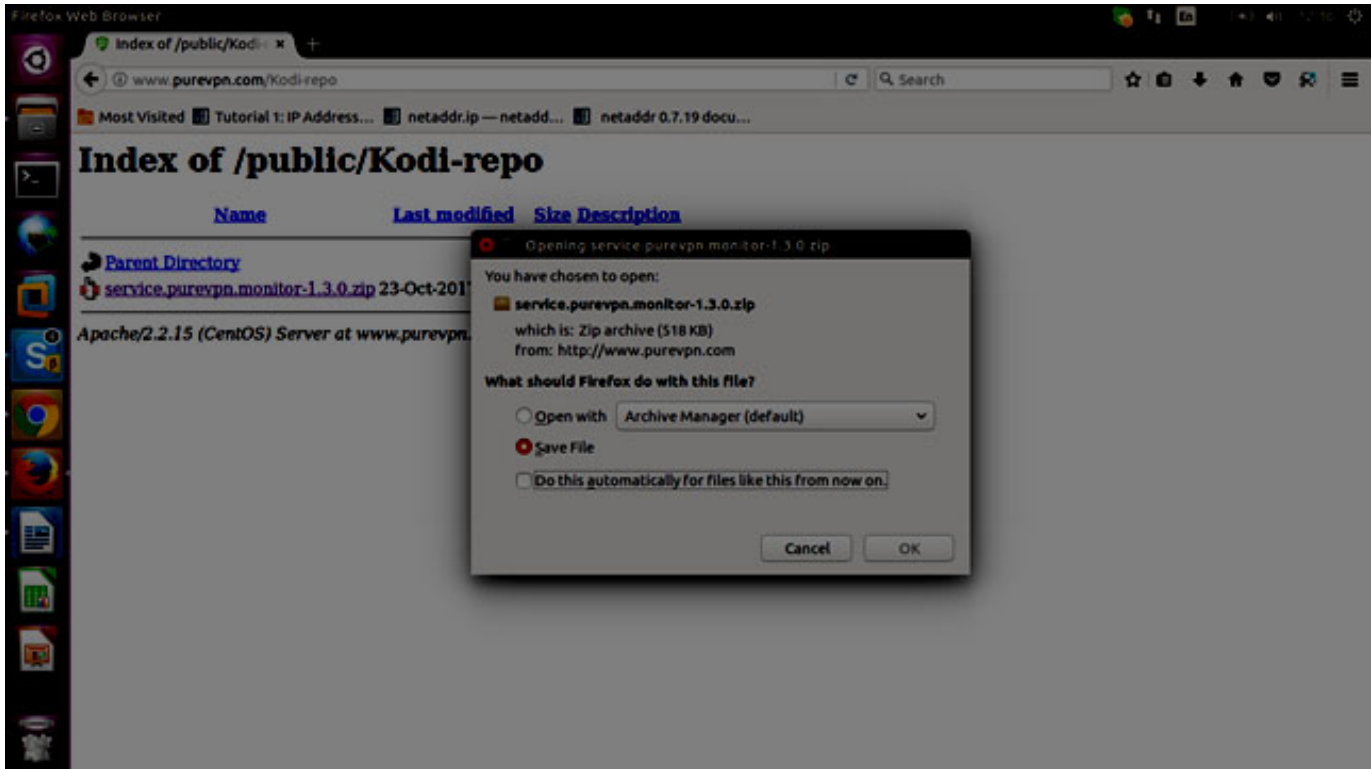 Firefox Web Browser
En
Index of /public/Kodi-
www.purevpn.com/Kodi-repo
Search
Most Visited Tutorial 1: IP Address... netaddr.ip — netadd... netaddr 0.7.19 docu...
Index of /public/Kodi-repo
Name Last modified Size Description
Parent Directory
service.purevpn.monitor-1.3.0.zip 23-Oct-201
Apache/2.2.15 (CentOS) Server at www.purevpn.
Opening service.purevpn.monitor-1.3.0.zip
You have chosen to open:
service.purevpn.monitor-1.3.0.zip
which is: Zip archive (518 KB)
from: http://www.purevpn.com
What should Firefox do with this file?
Open with Archive Manager (default)
Save File
Do this automatically for files like this from now on.
Cancel OK